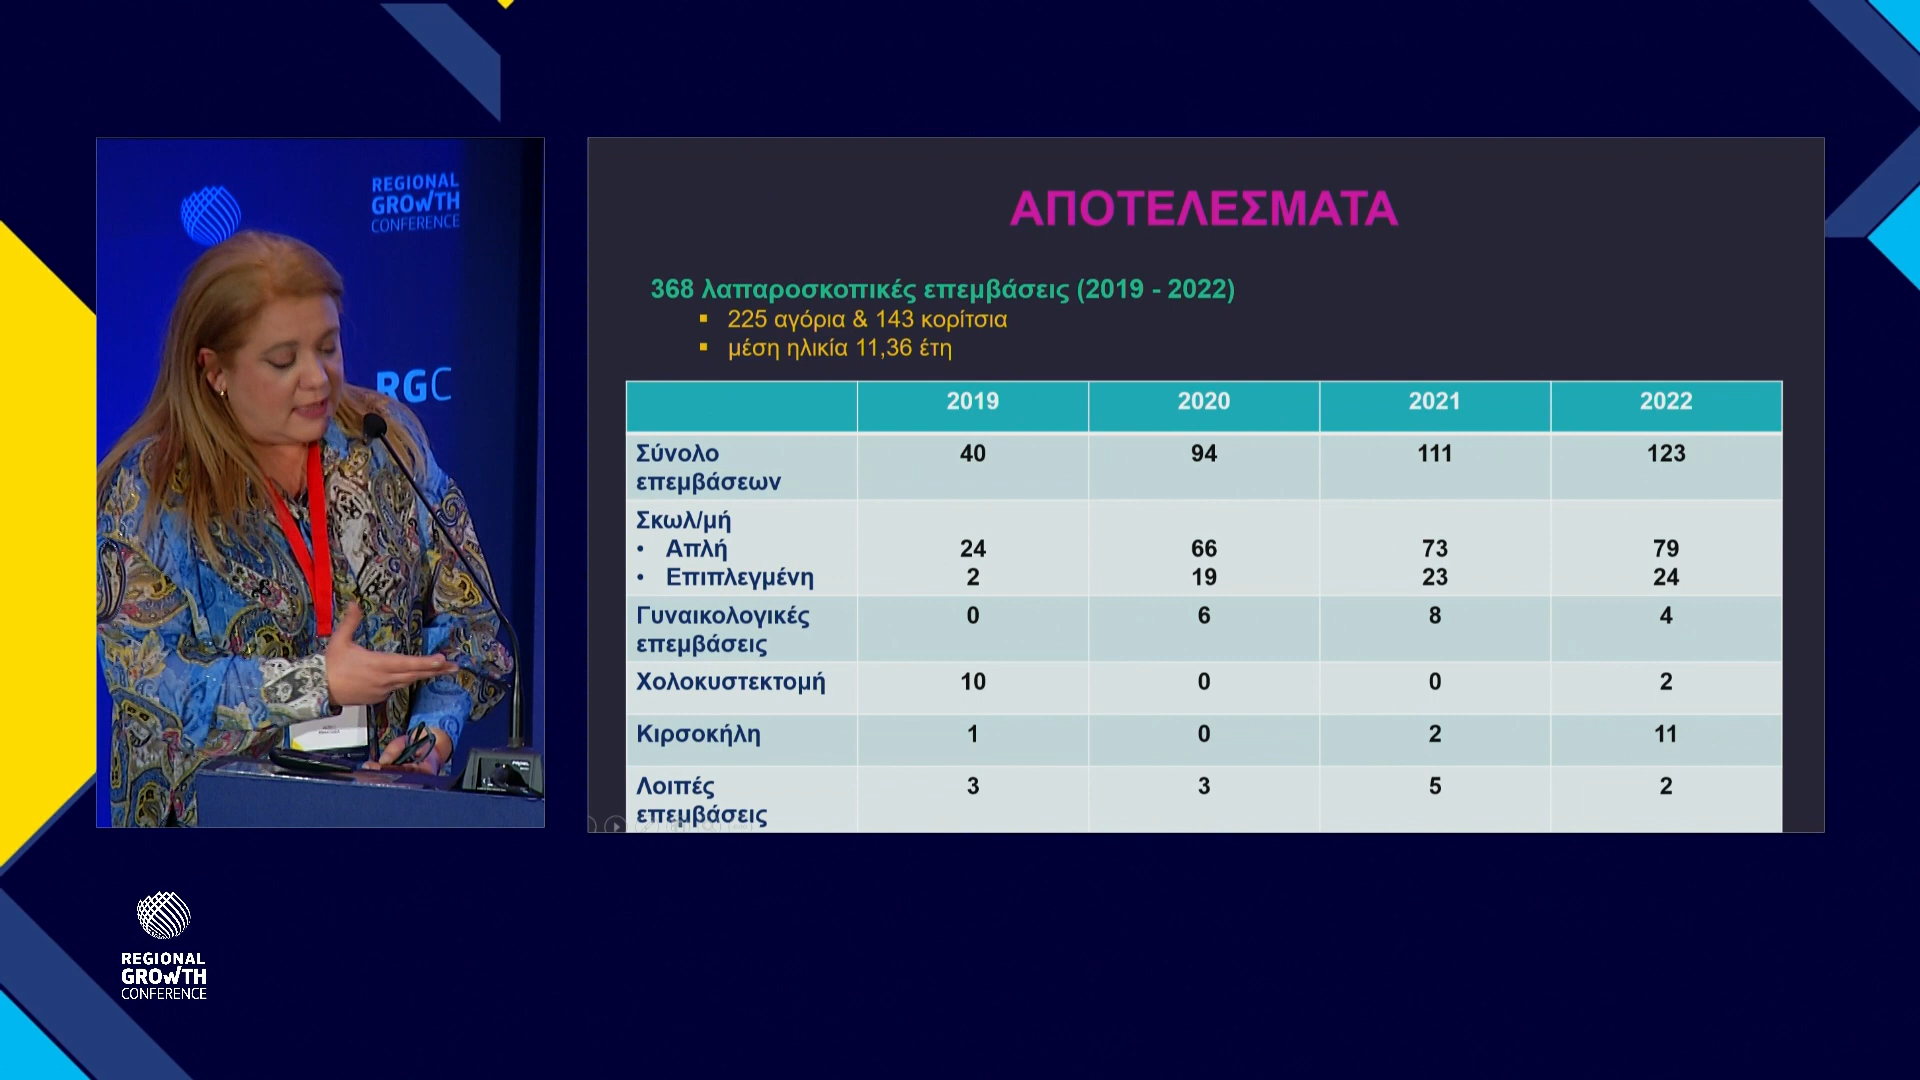 REGIONAL
GROWTH
CONFERENCE
RGC
ΑΠΟΤΕΛΕΣΜΑΤΑ
368 λαπαροσκοπικές επεμβάσεις (2019 - 2022)
▪ 225 αγόρια & 143 κορίτσια
▪ μέση ηλικία 11,36 έτη
2019 2020 2021 2022
Σύνολο
επεμβάσεων 40 94 111 123
Σκωλ/μή
• Απλή 24 66 73 79
• Επιπλεγμένη 2 19 23 24
Γυναικολογικές
επεμβάσεις 0 6 8 4
Χολοκυστεκτομή 10 0 0 2
Κιρσοκήλη 1 0 2 11
Λοιπές
επεμβάσεις 3 3 5 2
REGIONAL
GROWTH
CONFERENCE